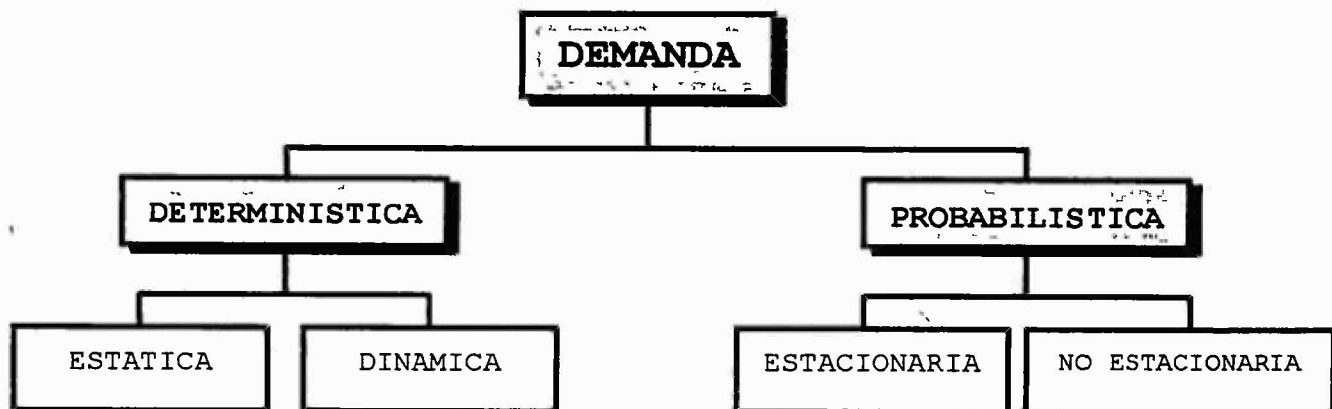 DEMANDA
DETERMINISTICA
PROBABILISTICA
ESTATICA
DINAMICA
ESTACIONARIA
NO ESTACIONARIA